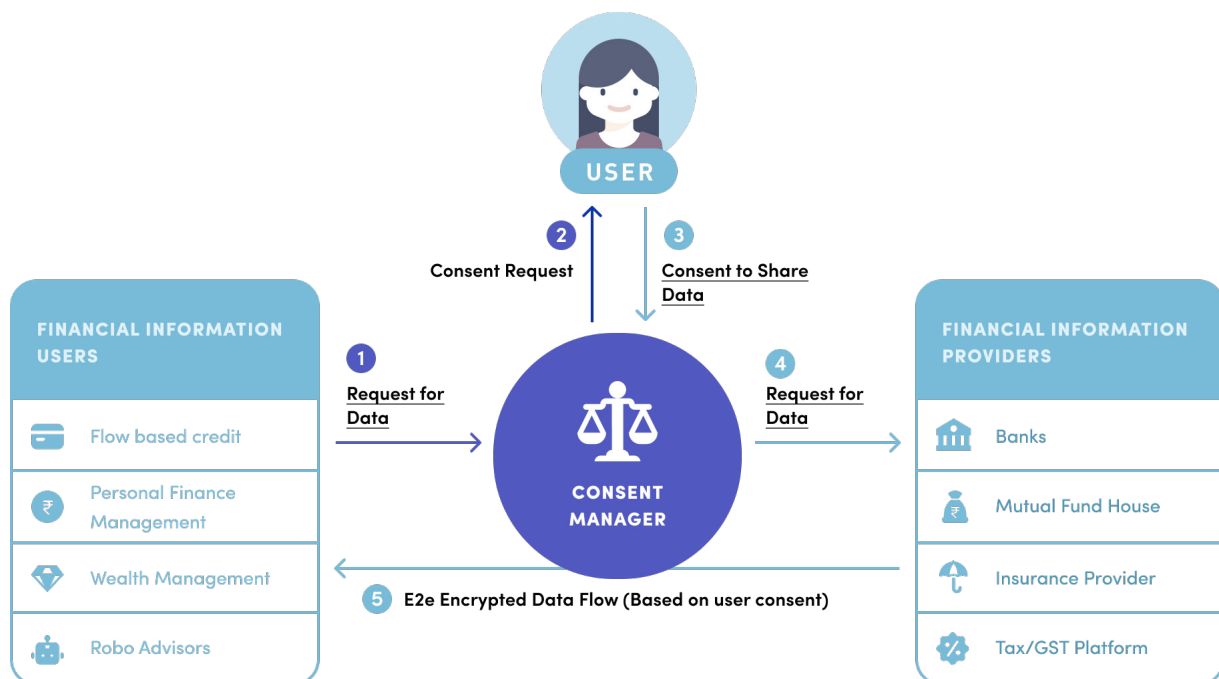 USER
2
Consent Request
3
Consent to Share
Data
FINANCIAL INFORMATION
USERS
Flow based credit
₹
Personal Finance
Management
Wealth Management
Robo Advisors
1
Request for
Data
CONSENT
MANAGER
4
Request for
Data
FINANCIAL INFORMATION
PROVIDERS
Banks
₹
Mutual Fund House
Insurance Provider
%
Tax/GST Platform
5
E2e Encrypted Data Flow (Based on user consent)